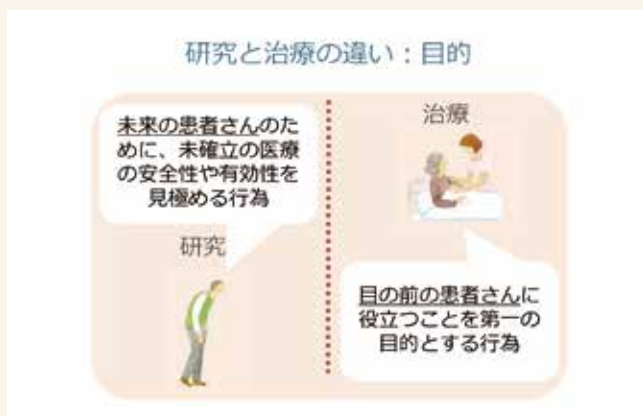 研究と治療の違い：目的
未来の患者さんのた
めに、未確立の医療
の安全性や有効性を
見極める行為
研究
治療
目の前の患者さんに
役立つことを第一の
目的とする行為